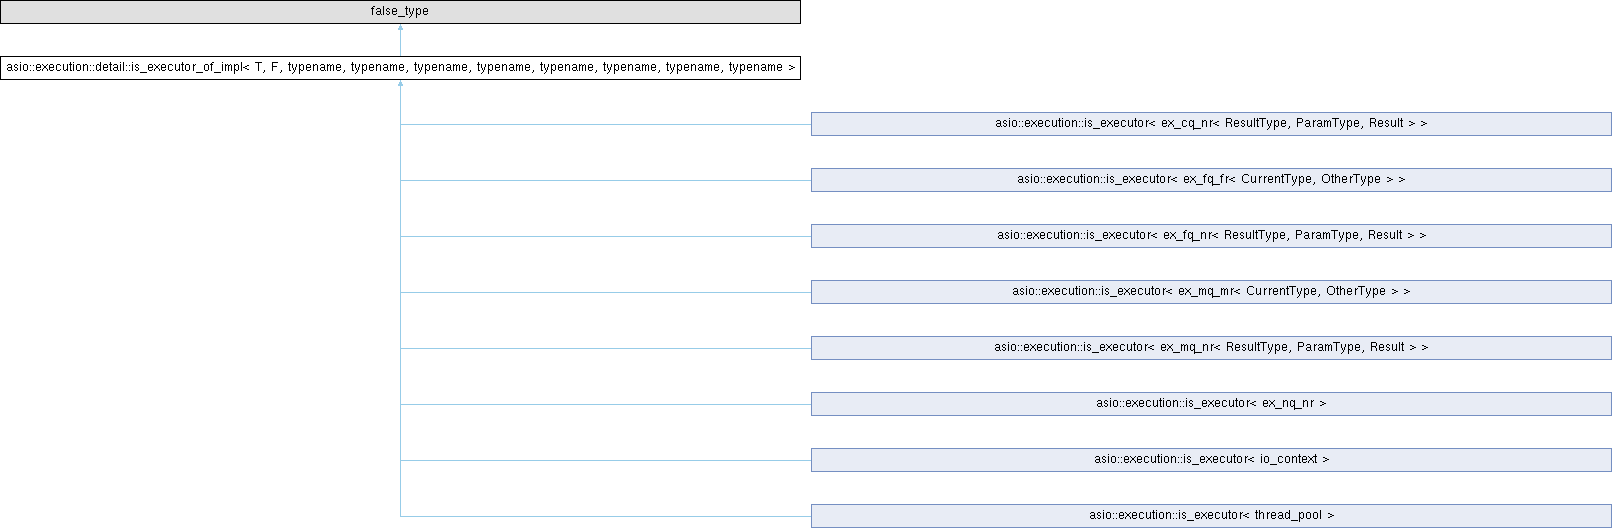 false_type
asio::execution::detail::is_executor_of_impl< T, F, typename, typename, typename, typename, typename, typename, typename, typename >
asio::execution::is_executor< ex_cq_nr< ResultType, ParamType, Result > >
asio::execution::is_executor< ex_fq_fr< CurrentType, OtherType > >
asio::execution::is_executor< ex_fq_nr< ResultType, ParamType, Result > >
asio::execution::is_executor< ex_mq_mr< CurrentType, OtherType > >
asio::execution::is_executor< ex_mq_nr< ResultType, ParamType, Result > >
asio::execution::is_executor< ex_nq_nr >
asio::execution::is_executor< io_context >
asio::execution::is_executor< thread_pool >